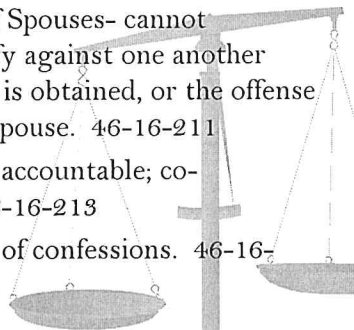 f Spouses- cannot
fy against one another
is obtained, or the offense
pouse. 46-16-211
accountable; co-
-16-213
of confessions. 46-16-